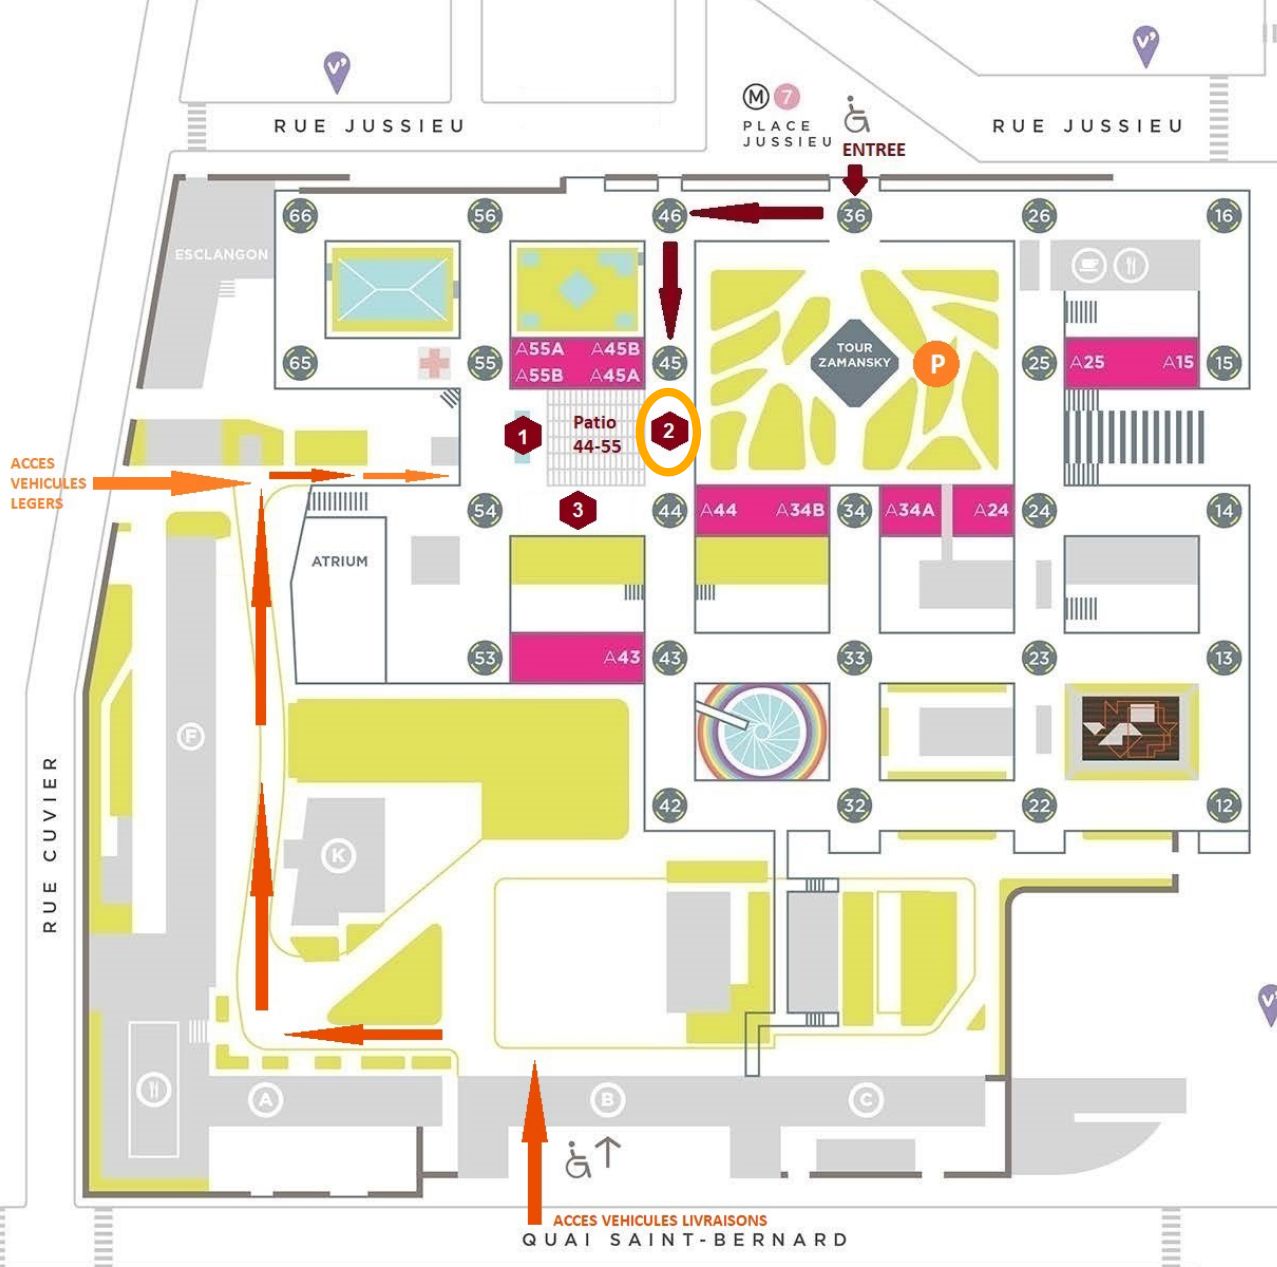 v'
v'
M 7
PLACE
JUSSIEU
RUE JUSSIEU
RUE JUSSIEU
ENTREE
66
56
46
36
26
16
ESCLANGON
TOUR
ZAMANSKY
P
A55A A45B
A55B A45A
65
55
45
25
A25 A15
15
1
Patio
44-55
2
ACCES
VEHICULES
LEGERS
54
3
44
A44 A34B
34
A34A
A24
24
14
ATRIUM
53
A43
43
33
23
13
F
RUE CUVIER
42
32
22
12
K
v'
A
B
C
ACCES VEHICULES LIVRAISONS
QUAI SAINT-BERNARD